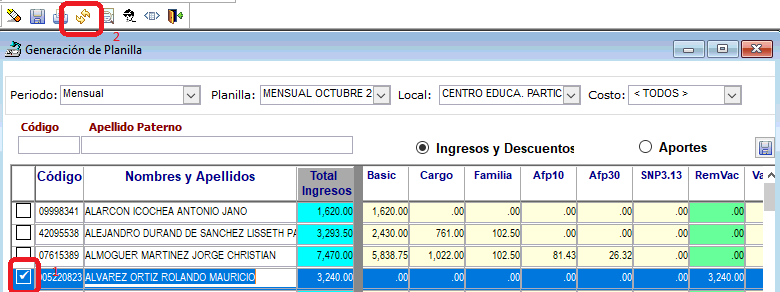 2
Generación de Planilla
Periodo: Mensual Planilla: MENSUAL OCTUBRE 2 Local: CENTRO EDUCA. PARTIC Costo: < TODOS >
Código Apellido Paterno
Ingresos y Descuentos Aportes
Código Nombres y Apellidos Total Ingresos Basic Cargo Familia Afp10 Afp30 SNP3.13 RemVac Va
09998341 ALARCON ICOCHEA ANTONIO JANO 1,620.00 1,620.00 .00 .00 .00 .00 .00 .00
42095538 ALEJANDRO DURAND DE SANCHEZ LISSETH PA 3,293.50 2,430.00 761.00 102.50 .00 .00 .00 .00
07615389 ALMOGUER MARTINEZ JORGE CHRISTIAN 7,470.00 5,838.75 1,022.00 102.50 81.43 26.32 .00 .00
005220823 ALVAREZ ORTIZ ROLANDO MAURICIO 3,240.00 .00 .00 .00 .00 .00 .00 3,240.00